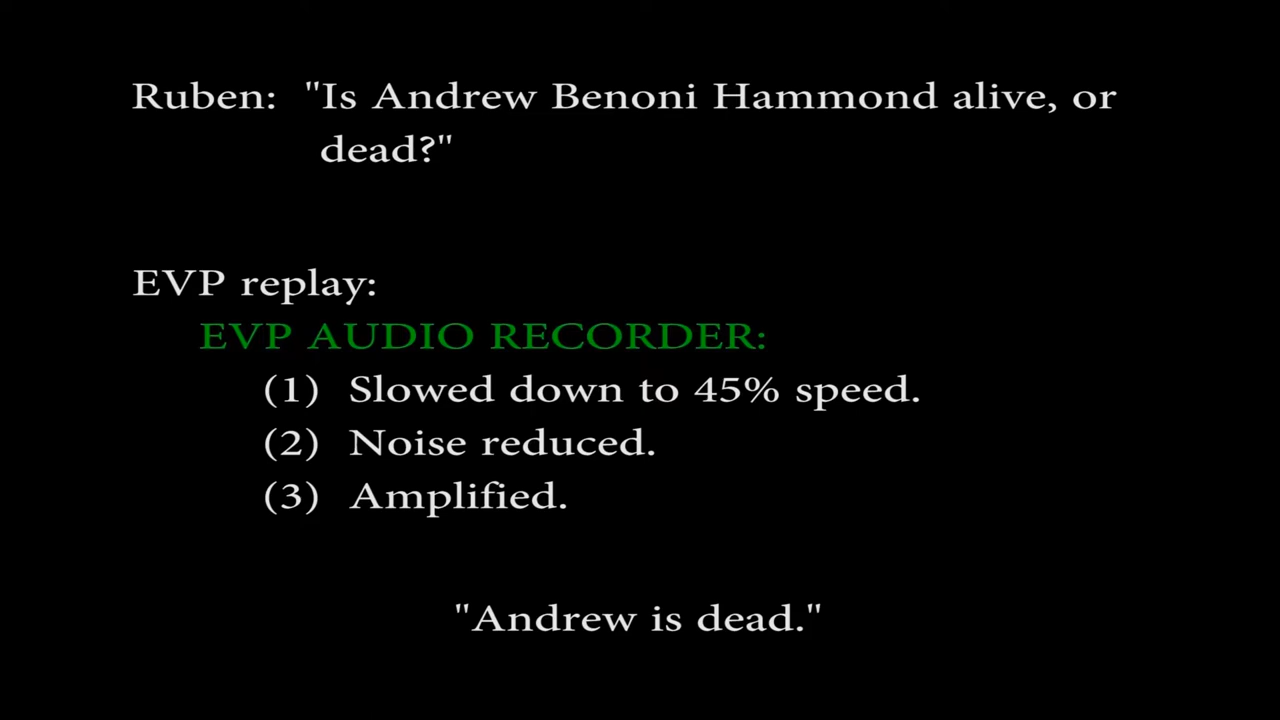 Ruben: "Is Andrew Benoni Hammond alive, or
dead?"
EVP replay:
EVP AUDIO RECORDER:
(1) Slowed down to 45% speed.
(2) Noise reduced.
(3) Amplified.
"Andrew is dead."